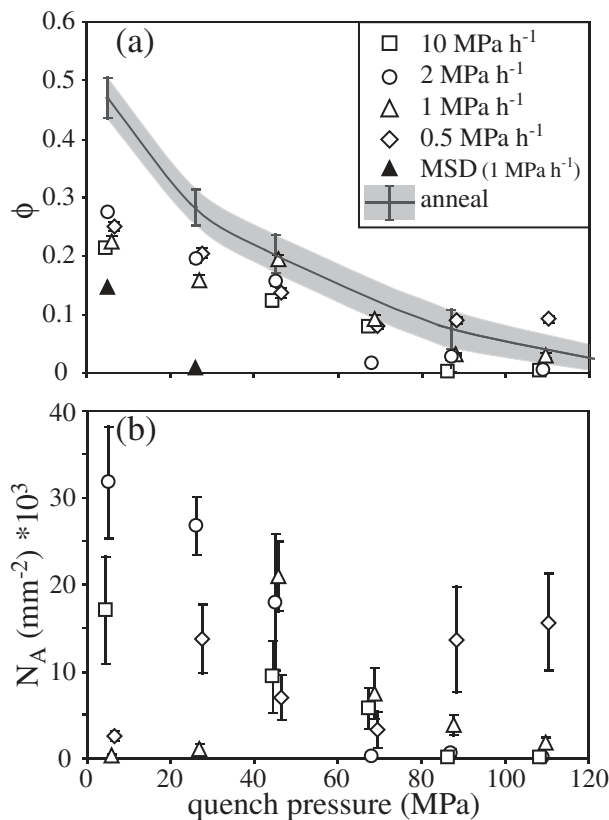 0.6
(a)
0.5
0.4
0.3
0.2
0.1
0
ϕ
10 MPa h⁻¹
2 MPa h⁻¹
1 MPa h⁻¹
0.5 MPa h⁻¹
MSD (1 MPa h⁻¹)
anneal
40
(b)
30
20
10
0
N_A (mm⁻²) *10³
0 20 40 60 80 100 120
quench pressure (MPa)